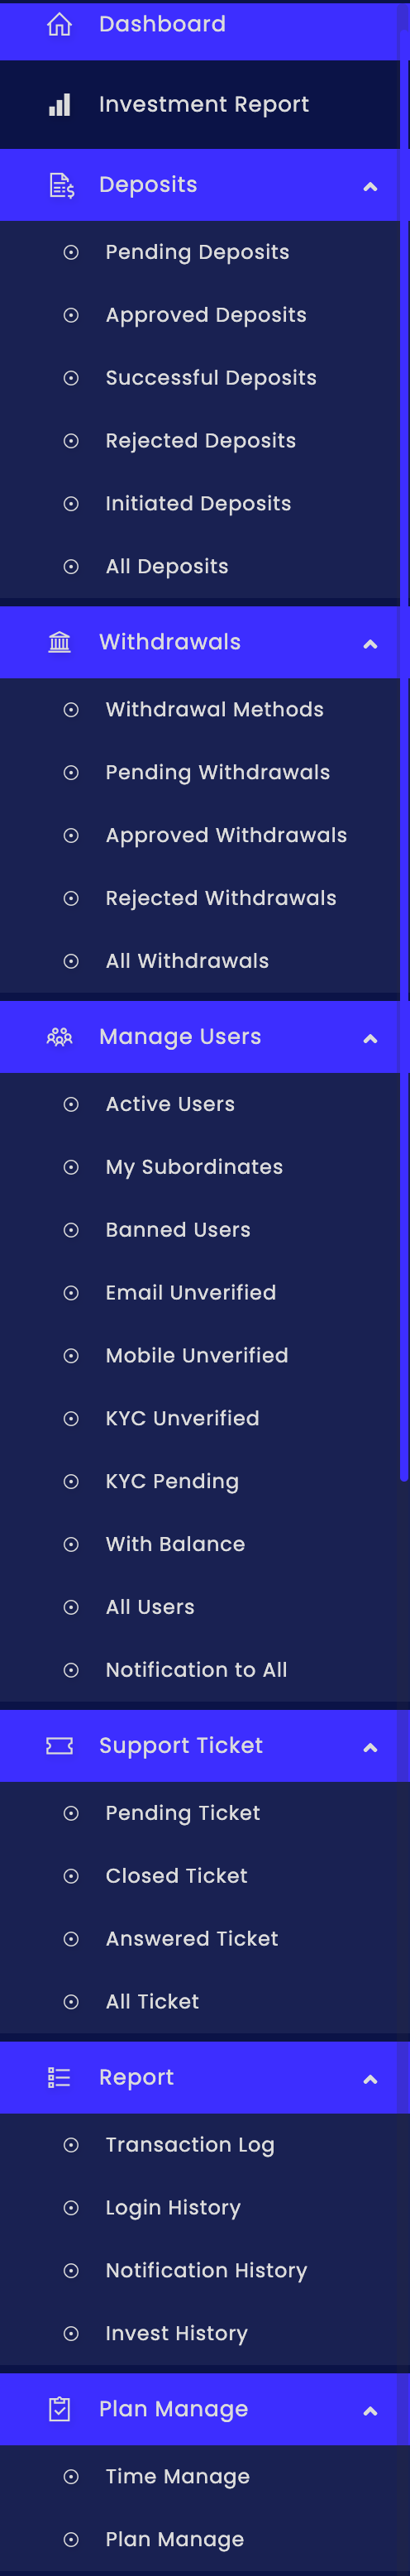 Dashboard
Investment Report
Deposits
Pending Deposits
Approved Deposits
Successful Deposits
Rejected Deposits
Initiated Deposits
All Deposits
Withdrawals
Withdrawal Methods
Pending Withdrawals
Approved Withdrawals
Rejected Withdrawals
All Withdrawals
Manage Users
Active Users
My Subordinates
Banned Users
Email Unverified
Mobile Unverified
KYC Unverified
KYC Pending
With Balance
All Users
Notification to All
Support Ticket
Pending Ticket
Closed Ticket
Answered Ticket
All Ticket
Report
Transaction Log
Login History
Notification History
Invest History
Plan Manage
Time Manage
Plan Manage